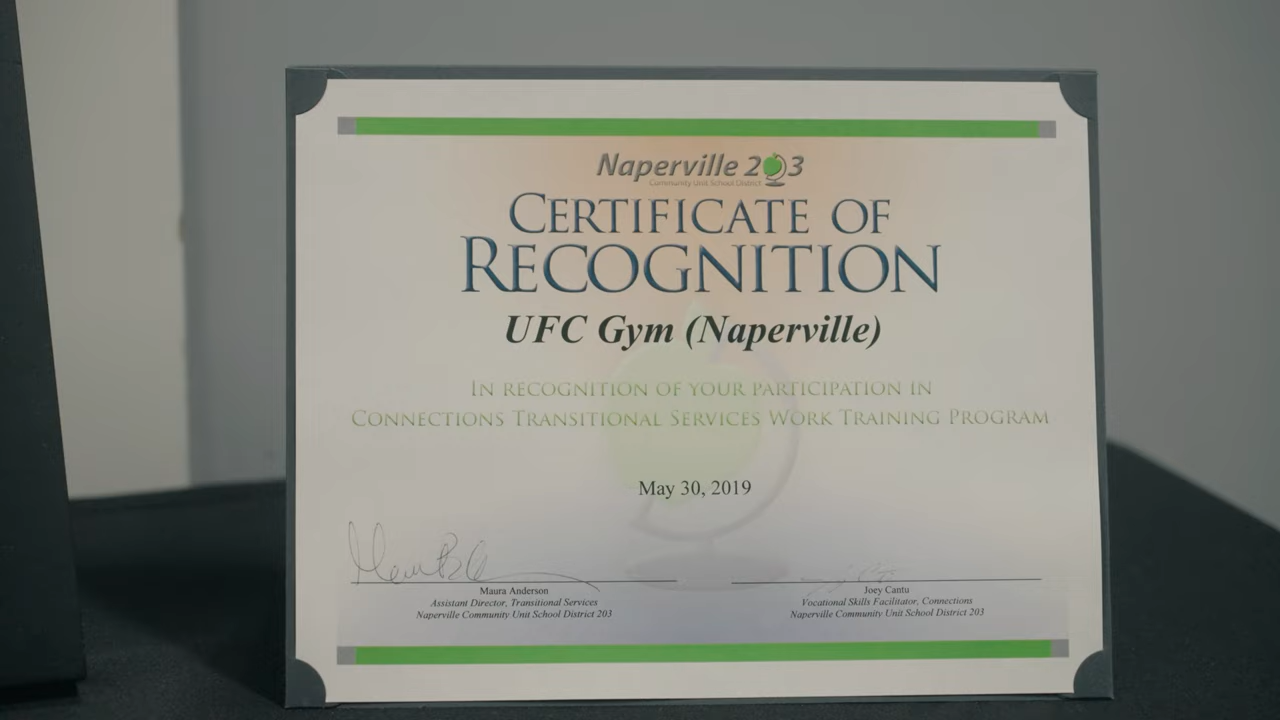 Naperville 203
Community Unit School District
CERTIFICATE OF
RECOGNITION
UFC Gym (Naperville)
IN RECOGNITION OF YOUR PARTICIPATION IN
CONNECTIONS TRANSITIONAL SERVICES WORK TRAINING PROGRAM
May 30, 2019
Maura Anderson
Assistant Director, Transitional Services
Naperville Community Unit School District 203
Joey Cantu
Vocational Skills Facilitator, Connections
Naperville Community Unit School District 203